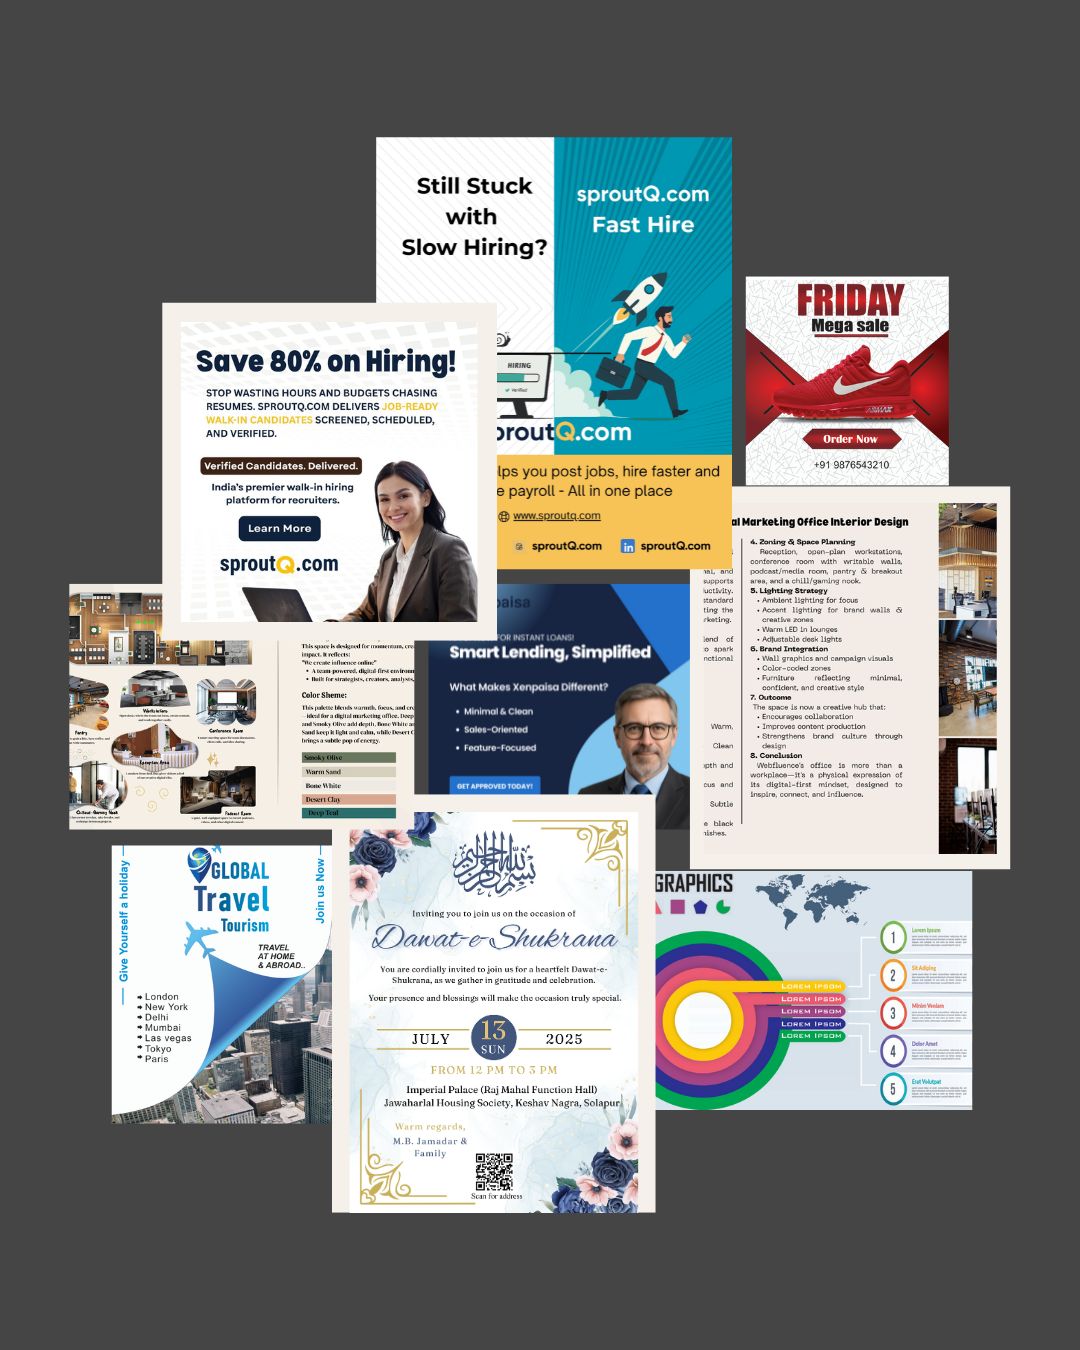 Still Stuck
with
Slow Hiring?
sproutQ.com
Fast Hire
HIRING
Verified
sproutQ.com
lps you post jobs, hire faster and
e payroll - All in one place
www.sproutq.com
sproutQ.com
sproutQ.com
FRIDAY
Mega sale
AIRMAX
Order Now
+91 9876543210
Save 80% on Hiring!
STOP WASTING HOURS AND BUDGETS CHASING
RESUMES. SPROUTQ.COM DELIVERS JOB-READY
WALK-IN CANDIDATES SCREENED, SCHEDULED,
AND VERIFIED.
Verified Candidates. Delivered.
India's premier walk-in hiring
platform for recruiters.
Learn More
sproutQ.com
al Marketing Office Interior Design
nal, and
supports
uctivity.
standard
ting the
rketing.
lend of
to spark
nctional
Warm,
Clean
pth and
cus and
Subtle
e black
nishes.
4. Zoning & Space Planning
Reception, open-plan workstations,
conference room with writable walls,
podcast/media room, pantry & breakout
area, and a chill/gaming nook.
5. Lighting Strategy
• Ambient lighting for focus
• Accent lighting for brand walls &
creative zones
• Warm LED in lounges
• Adjustable desk lights
6. Brand Integration
• Wall graphics and campaign visuals
• Color-coded zones
• Furniture reflecting minimal,
confident, and creative style
7. Outcome
The space is now a creative hub that:
• Encourages collaboration
• Improves content production
• Strengthens brand culture through
design
8. Conclusion
Webfluence's office is more than a
workplace—it's a physical expression of
its digital-first mindset, designed to
inspire, connect, and influence.
Work Area
Conference Room
Pantry
Reception Area
Podcast Room
This space is designed for momentum, crea
impact. It reflects:
"We create influence online"
• A team-powered, digital-first environm
• Built for strategists, creators, analysts,
Color Sheme:
This palette blends warmth, focus, and cre
—ideal for a digital marketing office. Deep
and Smoky Olive add depth, Bone White a
Sand keep it light and calm, while Desert C
brings a subtle pop of energy.
Smoky Olive
Warm Sand
Bone White
Desert Clay
Deep Teal
paisa
FOR INSTANT LOANS!
Smart Lending, Simplified
What Makes Xenpaisa Different?
• Minimal & Clean
• Sales-Oriented
• Feature-Focused
GET APPROVED TODAY!
Give Yourself a holiday
Join us Now
GLOBAL
Travel
Tourism
TRAVEL
AT HOME
& ABROAD..
London
New York
Delhi
Mumbai
Las vegas
Tokyo
Paris
بسم الله الرحمن الرحيم
Inviting you to join us on the occasion of
Dawat-e-Shukrana
You are cordially invited to join us for a heartfelt Dawat-e-
Shukrana, as we gather in gratitude and celebration.
Your presence and blessings will make the occasion truly special.
JULY 13 SUN 2025
FROM 12 PM TO 3 PM
Imperial Palace (Raj Mahal Function Hall)
Jawaharlal Housing Society, Keshav Nagra, Solapur
Warm regards,
M.B. Jamadar &
Family
Scan for address
GRAPHICS
LOREM IPSOM
LOREM IPSOM
LOREM IPSOM
LOREM IPSOM
LOREM IPSOM
1 Lorem Ipsum
2 Sit Adiping
3 Minim Veniam
4 Dolor Amet
5 Erat Volutpat